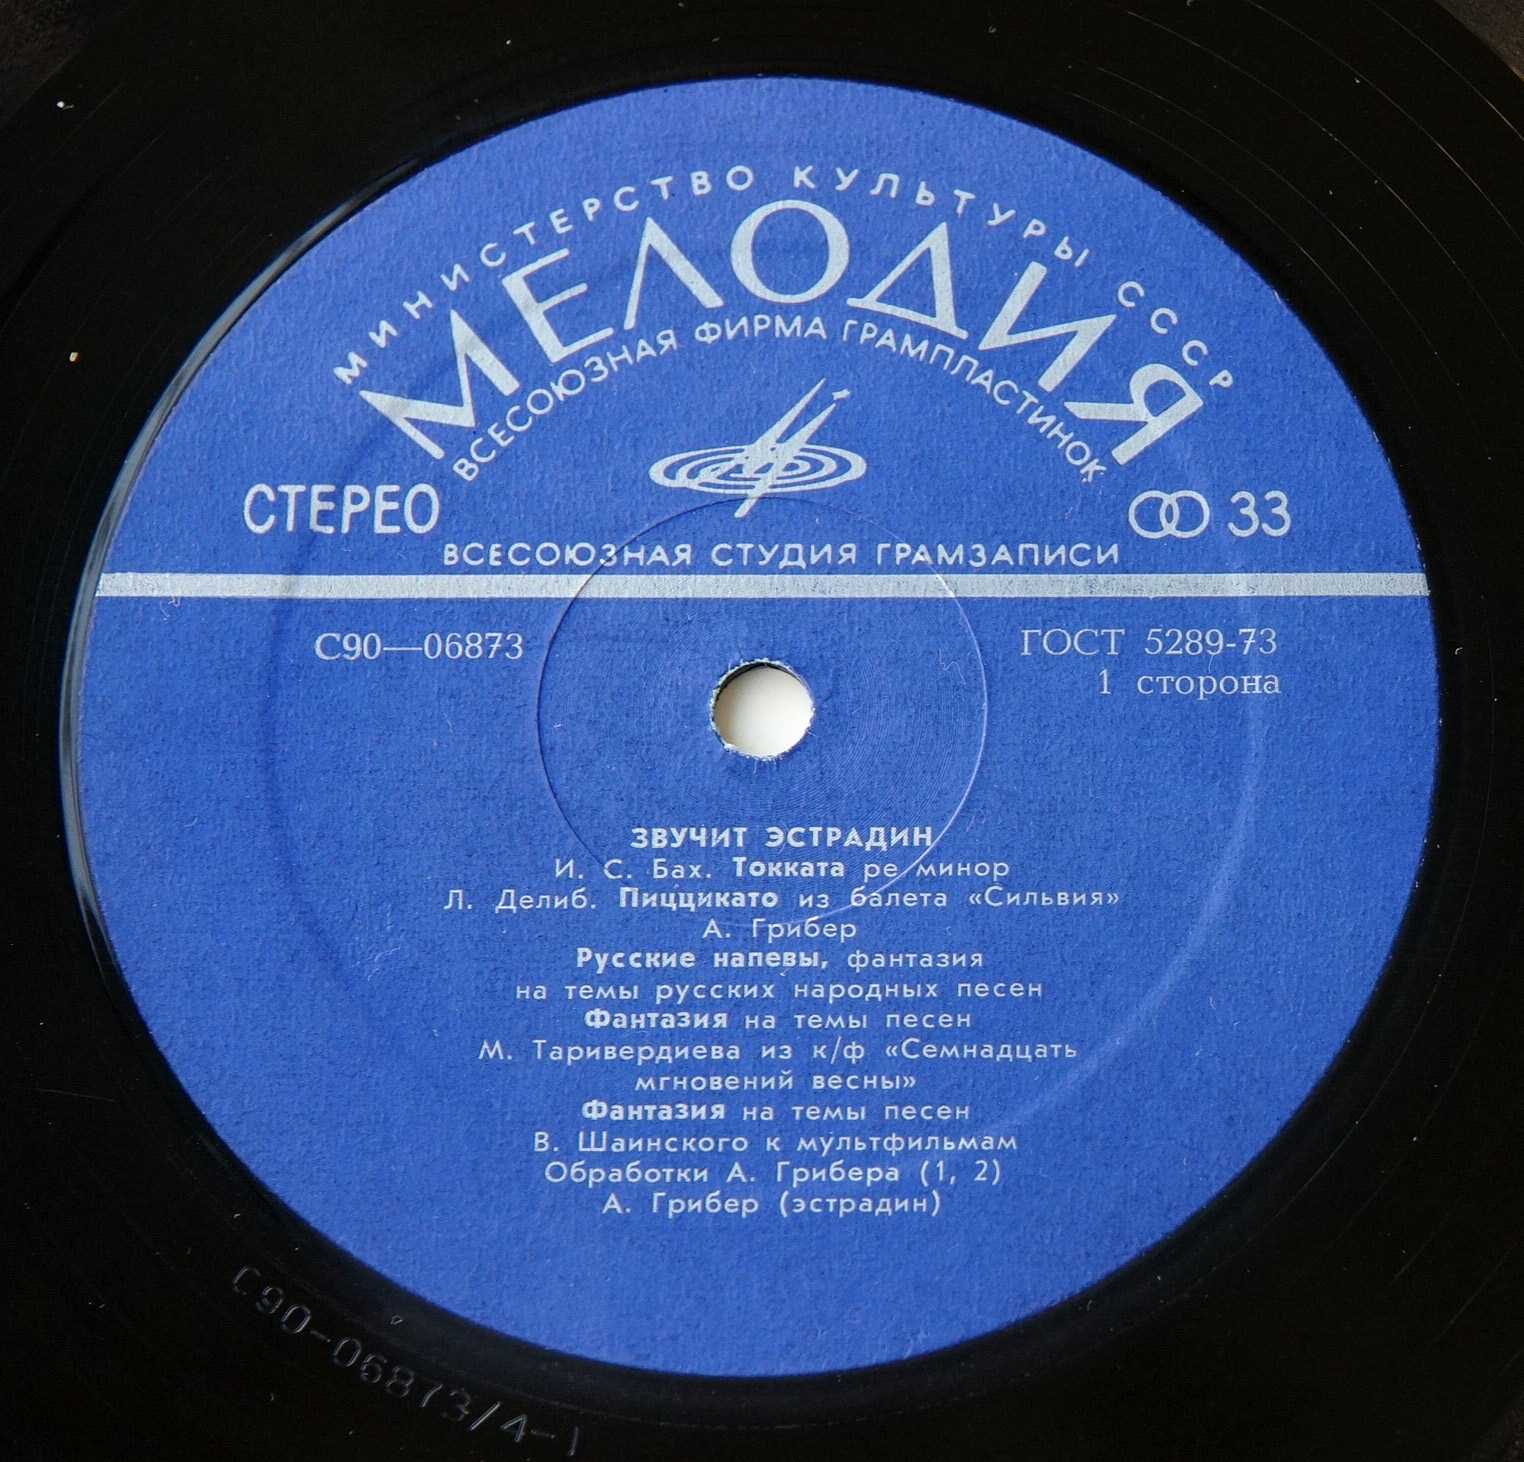 МИНИСТЕРСТВО КУЛЬТУРЫ СССР
МЕЛОДИЯ
ВСЕСОЮЗНАЯ ФИРМА ГРАМПЛАСТИНОК
СТЕРЕО
33
ВСЕСОЮЗНАЯ СТУДИЯ ГРАМЗАПИСИ
С90—06873
ГОСТ 5289-73
1 сторона
ЗВУЧИТ ЭСТРАДИН
И. С. Бах. Токката ре минор
Л. Делиб. Пиццикато из балета «Сильвия»
А. Грибер
Русские напевы, фантазия
на темы русских народных песен
Фантазия на темы песен
М. Таривердиева из к/ф «Семнадцать
мгновений весны»
Фантазия на темы песен
В. Шаинского к мультфильмам
Обработки А. Грибера (1, 2)
А. Грибер (эстрадин)
С90-06873/4-1